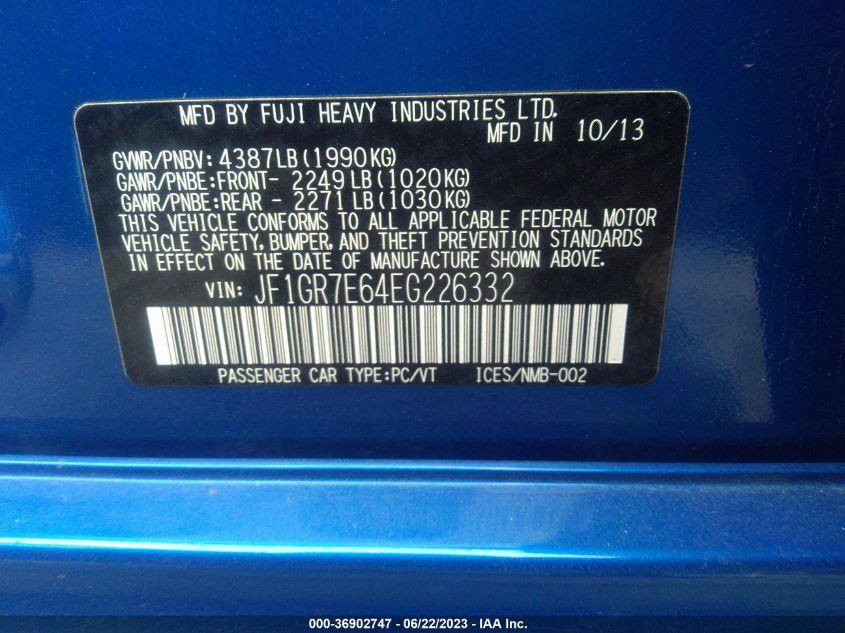 MFD BY FUJI HEAVY INDUSTRIES LTD.
MFD IN 10/13
GVWR/PNBV: 4387LB(1990KG)
GAWR/PNBE:FRONT- 2249LB(1020KG)
GAWR/PNBE:REAR - 2271LB(1030KG)
THIS VEHICLE CONFORMS TO ALL APPLICABLE FEDERAL MOTOR
VEHICLE SAFETY, BUMPER, AND THEFT PREVENTION STANDARDS
IN EFFECT ON THE DATE OF MANUFACTURE SHOWN ABOVE.
VIN: JF1GR7E64EG226332
PASSENGER CAR TYPE:PC/VT ICES/NMB-002
000-36902747 - 06/22/2023 - IAA Inc.